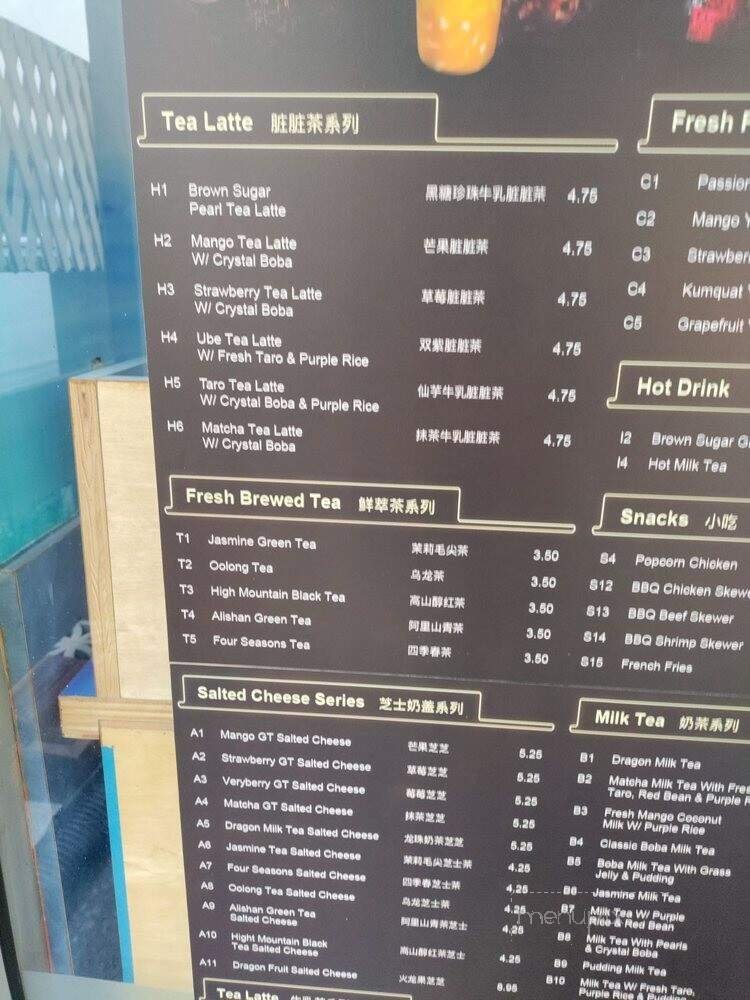 Tea Latte 脏脏茶系列
H1 Brown Sugar 黑糖珍珠牛乳脏脏茶 4.75
Pearl Tea Latte
H2 Mango Tea Latte 芒果脏脏茶 4.75
W/ Crystal Boba
H3 Strawberry Tea Latte 草莓脏脏茶 4.75
W/ Crystal Boba
H4 Ube Tea Latte 双紫脏脏茶 4.75
W/ Fresh Taro & Purple Rice
H5 Taro Tea Latte 仙芋牛乳脏脏茶 4.75
W/ Crystal Boba & Purple Rice
H6 Matcha Tea Latte 抹茶牛乳脏脏茶 4.75
W/ Crystal Boba
Fresh Brewed Tea 鲜萃茶系列
T1 Jasmine Green Tea 茉莉毛尖茶 3.50
T2 Oolong Tea 乌龙茶 3.50
T3 High Mountain Black Tea 高山醇红茶 3.50
T4 Alishan Green Tea 阿里山青茶 3.50
T5 Four Seasons Tea 四季春茶 3.50
Salted Cheese Series 芝士奶盖系列
A1 Mango GT Salted Cheese 芒果芝芝 5.25
A2 Strawberry GT Salted Cheese 草莓芝芝 5.25
A3 Veryberry GT Salted Cheese 莓莓芝芝 5.25
A4 Matcha GT Salted Cheese 抹茶芝芝 5.25
A5 Dragon Milk Tea Salted Cheese 龙珠奶茶芝芝 5.25
A6 Jasmine Tea Salted Cheese 茉莉毛尖芝士茶 4.25
A7 Four Seasons Salted Cheese 四季春芝士茶 4.25
A8 Oolong Tea Salted Cheese 乌龙芝士茶 4.25
A9 Alishan Green Tea 阿里山青茶芝士 4.25
Salted Cheese
A10 Hight Mountain Black 高山醇红茶芝士 4.25
Tea Salted Cheese
A11 Dragon Fruit Salted Cheese 火龙果芝芝 6.95
Tea Latte
Fresh
C1 Passion
C2 Mango
C3 Strawber
C4 Kumquat
C5 Grapefruit
Hot Drink
I2 Brown Sugar
I4 Hot Milk Tea
Snacks 小吃
S4 Popcorn Chicken
S12 BBQ Chicken Skew
S13 BBQ Beef Skewer
S14 BBQ Shrimp Skewer
S15 French Fries
Milk Tea 奶茶系列
B1 Dragon Milk Tea
B2 Matcha Milk Tea With Fres
Taro, Red Bean & Purple
B3 Fresh Mango Coconut
Milk W/ Purple Rice
B4 Classic Boba Milk Tea
B5 Boba Milk Tea With Grass
Jelly & Pudding
B6 Jasmine Milk Tea
B7 Milk Tea W/ Purple
Rice & Red Bean
B8 Milk Tea With Pearls
& Crystal Boba
B9 Pudding Milk Tea
B10 Milk Tea W/ Fresh Taro,
Purple Rice & Red Bean